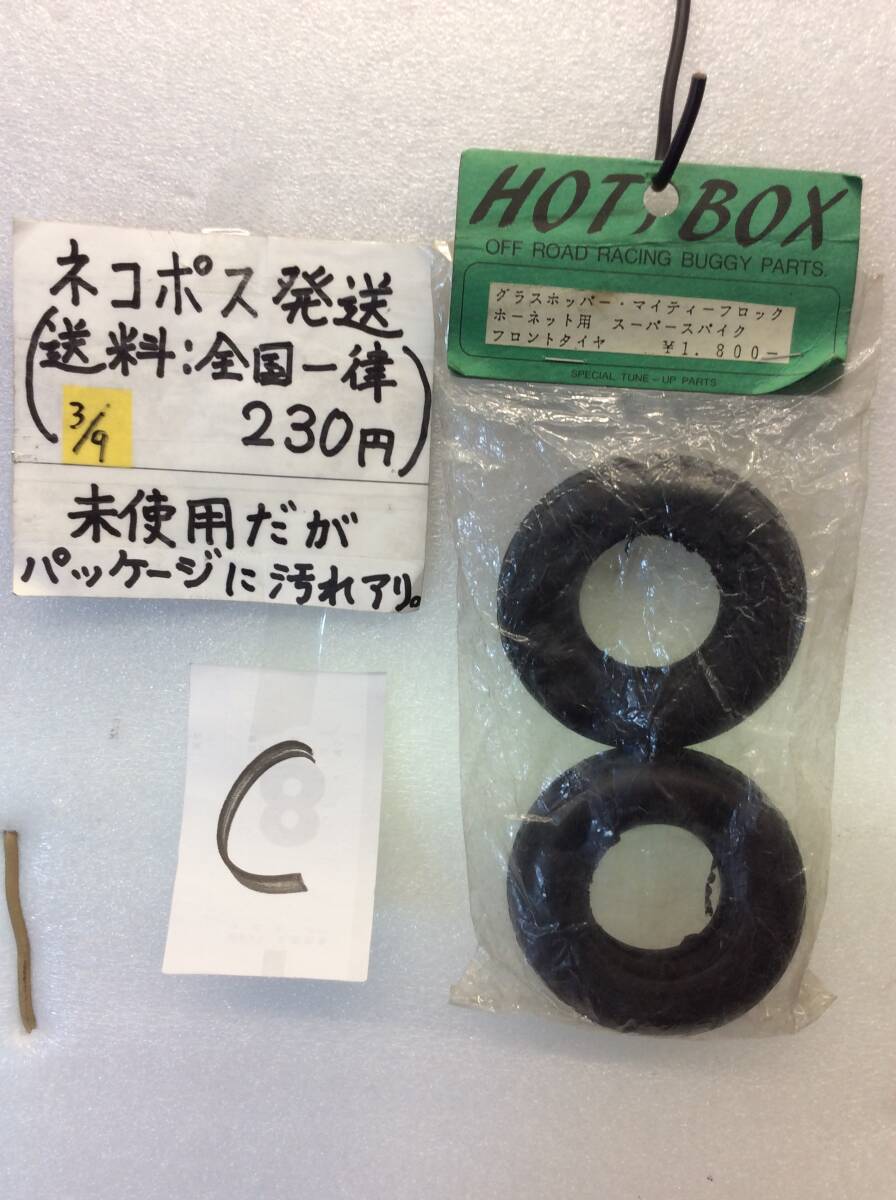 ネコポス発送
(送料:全国一律
230円)
3/9
未使用だが
パッケージに汚れアリ。
C
8
HOT BOX
OFF ROAD RACING BUGGY PARTS.
グラスホッパー・マイティーフロック
ホーネット用 スーパースパイク
フロントタイヤ ¥1.800-
SPECIAL TUNE-UP PARTS